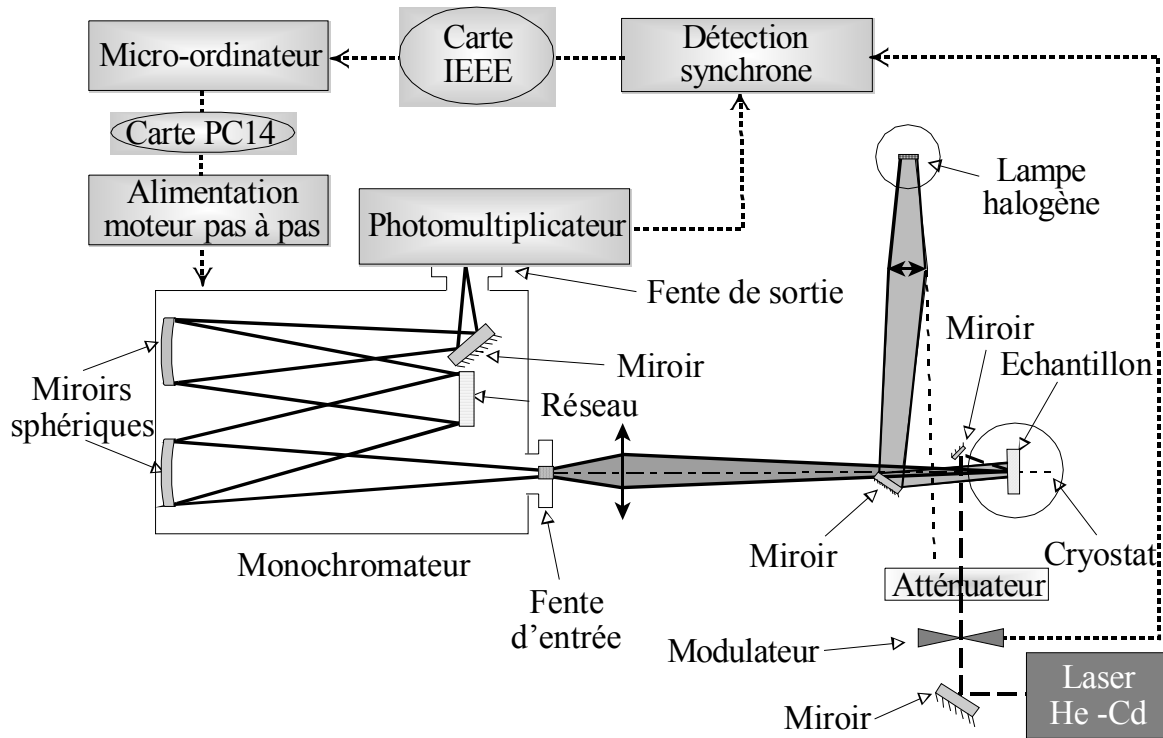 Micro-ordinateur
Carte
IEEE
Détection
synchrone
Carte PC14
Alimentation
moteur pas à pas
Photomultiplicateur
Lampe
halogène
Fente de sortie
Miroir
Echantillon
Miroirs
sphériques
Miroir
Réseau
Miroir
Cryostat
Monochromateur
Fente
d'entrée
Atténuateur
Modulateur
Miroir
Laser
He -Cd